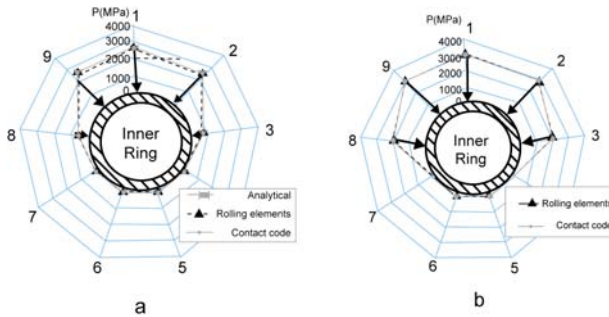 P(MPa)
4000
3000
2000
1000
0
1
2
3
5
6
7
8
9
Inner
Ring
Analytical
Rolling elements
Contact code
a
P(MPa)
4000
3000
2000
1000
0
1
2
3
5
6
7
8
9
Inner
Ring
Rolling elements
Contact code
b